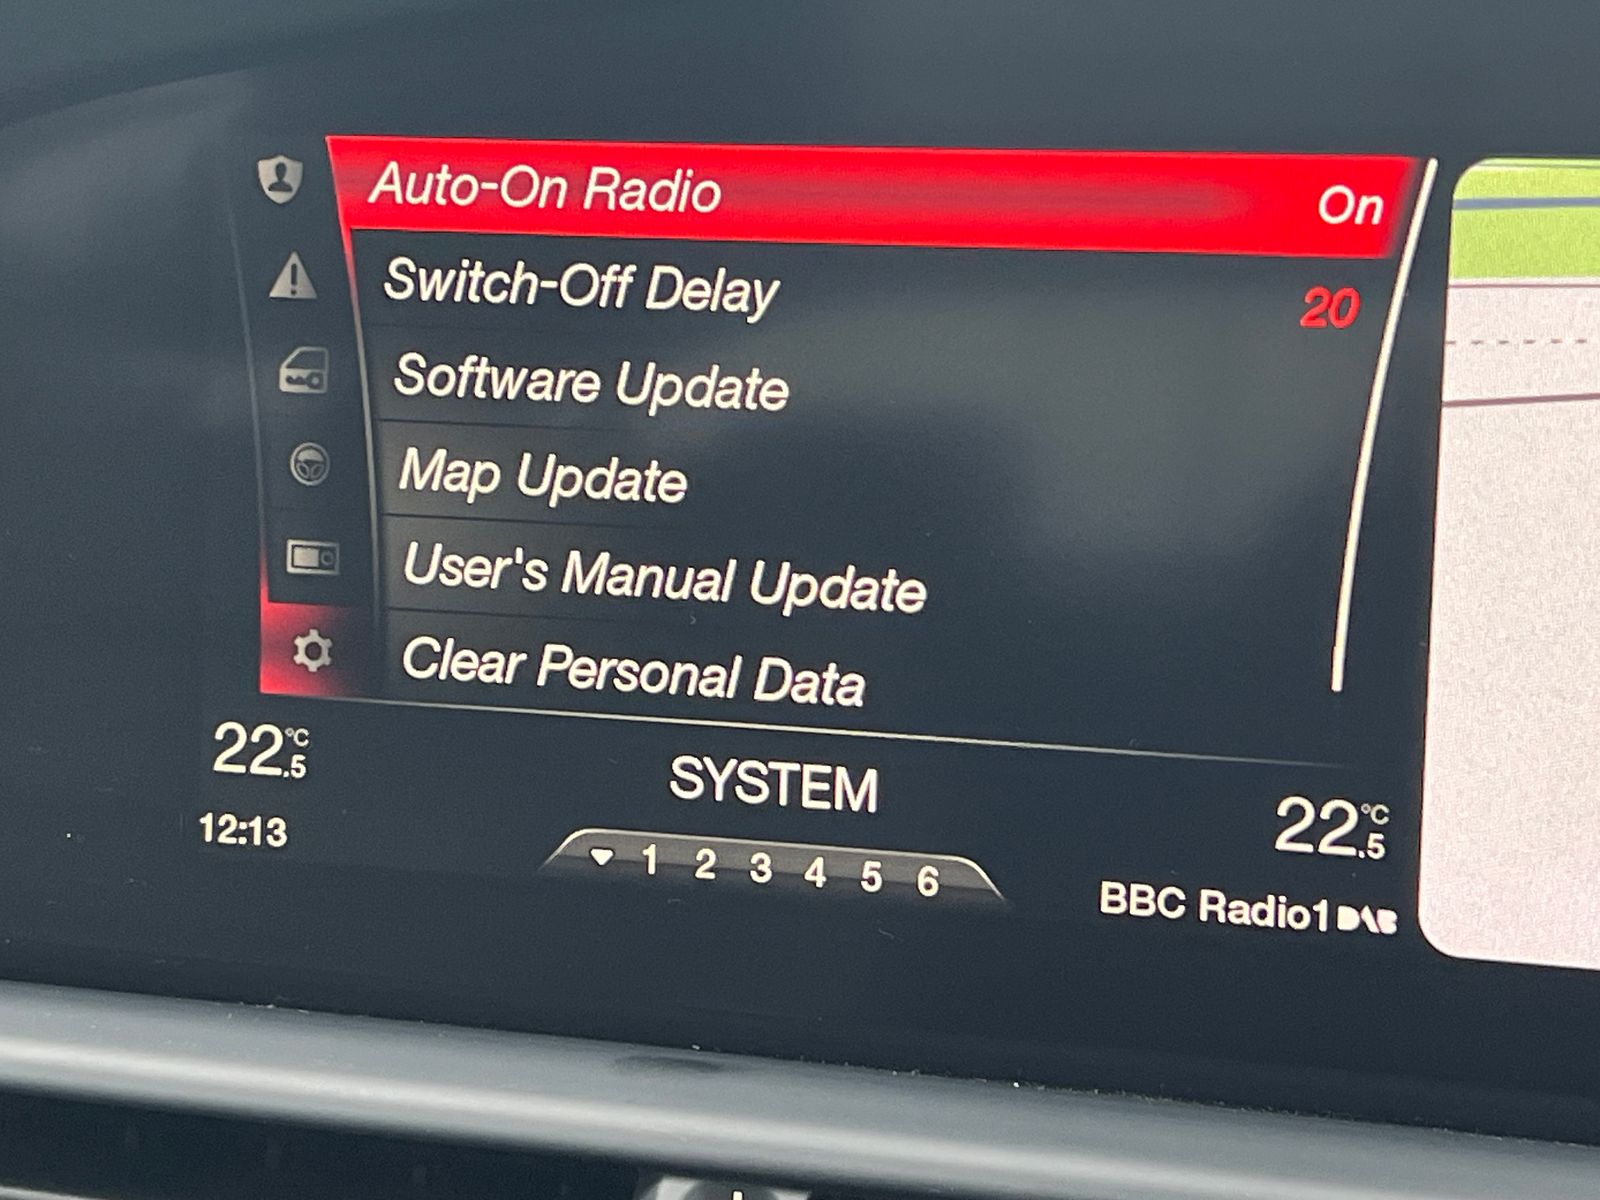 Auto-On Radio On
Switch-Off Delay 20
Software Update
Map Update
User's Manual Update
Clear Personal Data
22.5 °C
SYSTEM
22.5 °C
12:13
1 2 3 4 5 6
BBC Radio1 DAB